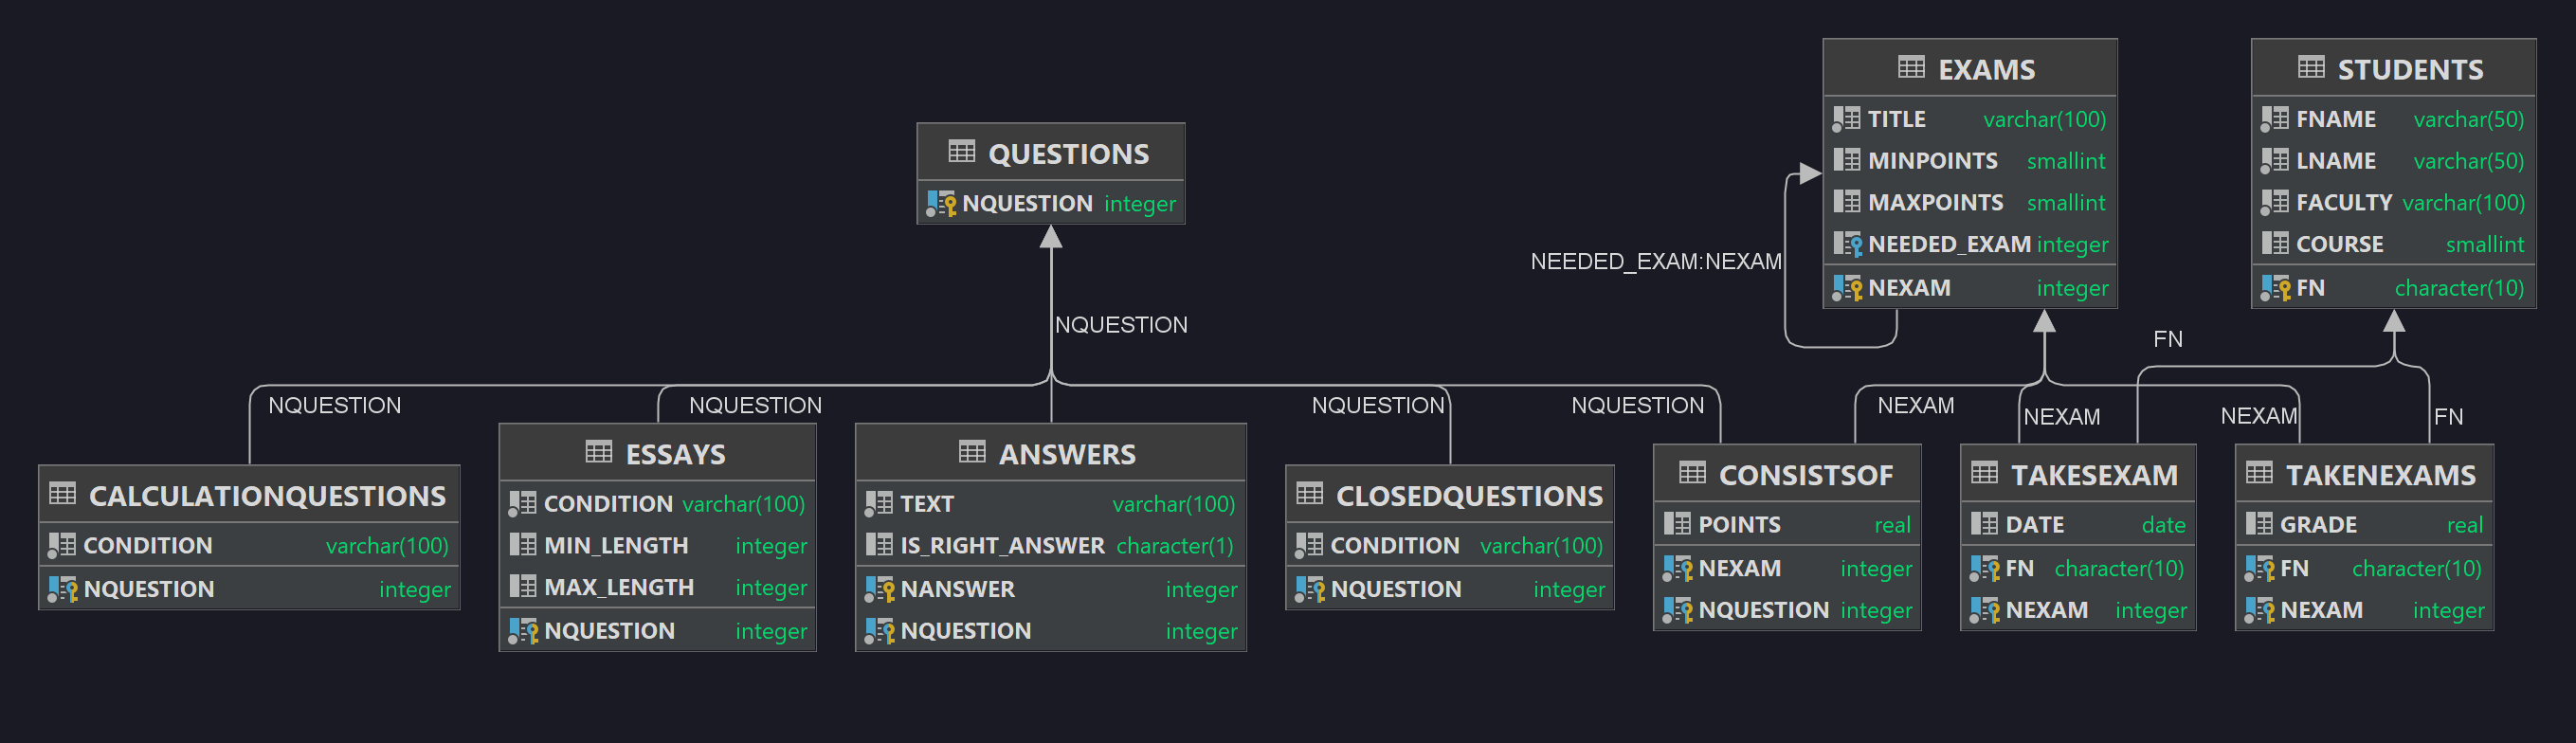 QUESTIONS
NQUESTION integer
EXAMS
TITLE varchar(100)
MINPOINTS smallint
MAXPOINTS smallint
NEEDED_EXAM integer
NEXAM integer
STUDENTS
FNAME varchar(50)
LNAME varchar(50)
FACULTY varchar(100)
COURSE smallint
FN character(10)
NEEDED_EXAM:NEXAM
NQUESTION
FN
NQUESTION
NQUESTION
NQUESTION
NQUESTION
NEXAM
NEXAM
NEXAM
FN
CALCULATIONQUESTIONS
CONDITION varchar(100)
NQUESTION integer
ESSAYS
CONDITION varchar(100)
MIN_LENGTH integer
MAX_LENGTH integer
NQUESTION integer
ANSWERS
TEXT varchar(100)
IS_RIGHT_ANSWER character(1)
NANSWER integer
NQUESTION integer
CLOSEDQUESTIONS
CONDITION varchar(100)
NQUESTION integer
CONSISTSOF
POINTS real
NEXAM integer
NQUESTION integer
TAKESEXAM
DATE date
FN character(10)
NEXAM integer
TAKENEXAMS
GRADE real
FN character(10)
NEXAM integer